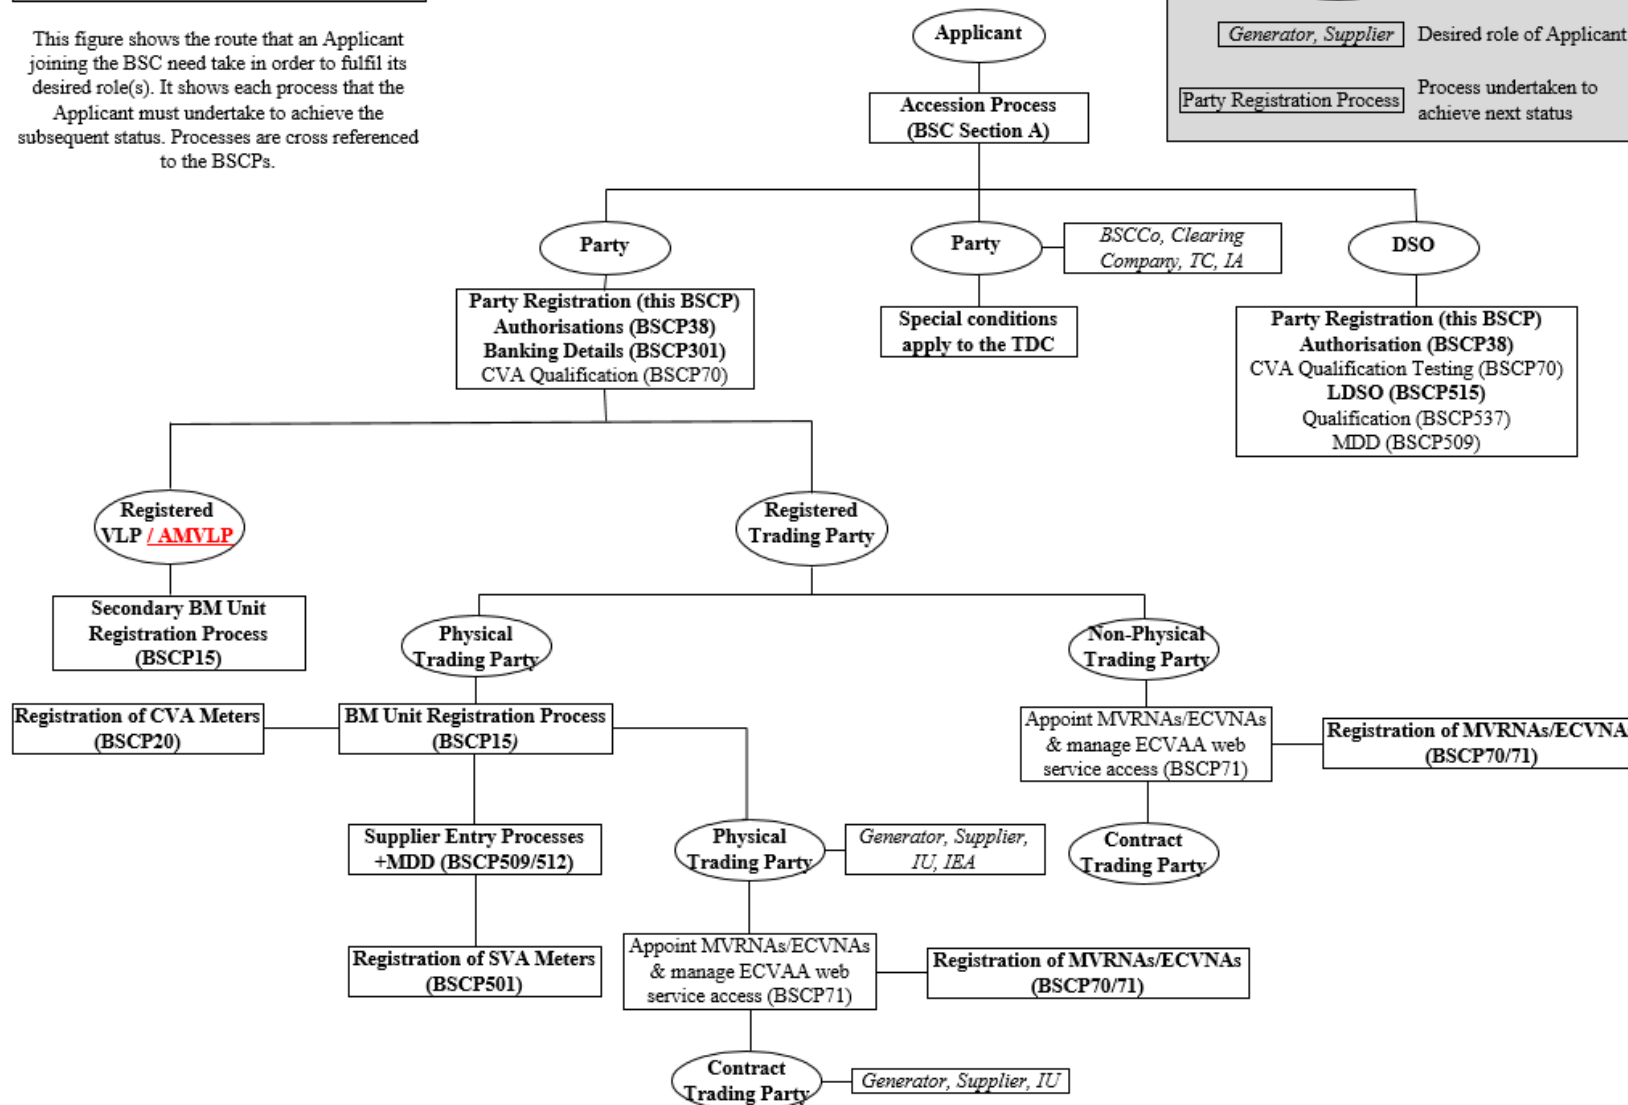 This figure shows the route that an Applicant
joining the BSC need take in order to fulfil its
desired role(s). It shows each process that the
Applicant must undertake to achieve the
subsequent status. Processes are cross referenced
to the BSCPs.
Generator, Supplier
Desired role of Applicant
Party Registration Process
Process undertaken to
achieve next status
Applicant
Accession Process
(BSC Section A)
Party
Party
BSCCo, Clearing
Company, TC, IA
DSO
Party Registration (this BSCP)
Authorisations (BSCP38)
Banking Details (BSCP301)
CVA Qualification (BSCP70)
Special conditions
apply to the TDC
Party Registration (this BSCP)
Authorisation (BSCP38)
CVA Qualification Testing (BSCP70)
LDSO (BSCP515)
Qualification (BSCP537)
MDD (BSCP509)
Registered
VLP / AMVLP
Registered
Trading Party
Secondary BM Unit
Registration Process
(BSCP15)
Physical
Trading Party
Non-Physical
Trading Party
Registration of CVA Meters
(BSCP20)
BM Unit Registration Process
(BSCP15)
Appoint MVRNAs/ECVNAs
& manage ECVAA web
service access (BSCP71)
Registration of MVRNAs/ECVNA
(BSCP70/71)
Supplier Entry Processes
+MDD (BSCP509/512)
Physical
Trading Party
Generator, Supplier,
IU, IEA
Contract
Trading Party
Registration of SVA Meters
(BSCP501)
Appoint MVRNAs/ECVNAs
& manage ECVAA web
service access (BSCP71)
Registration of MVRNAs/ECVNAs
(BSCP70/71)
Contract
Trading Party
Generator, Supplier, IU